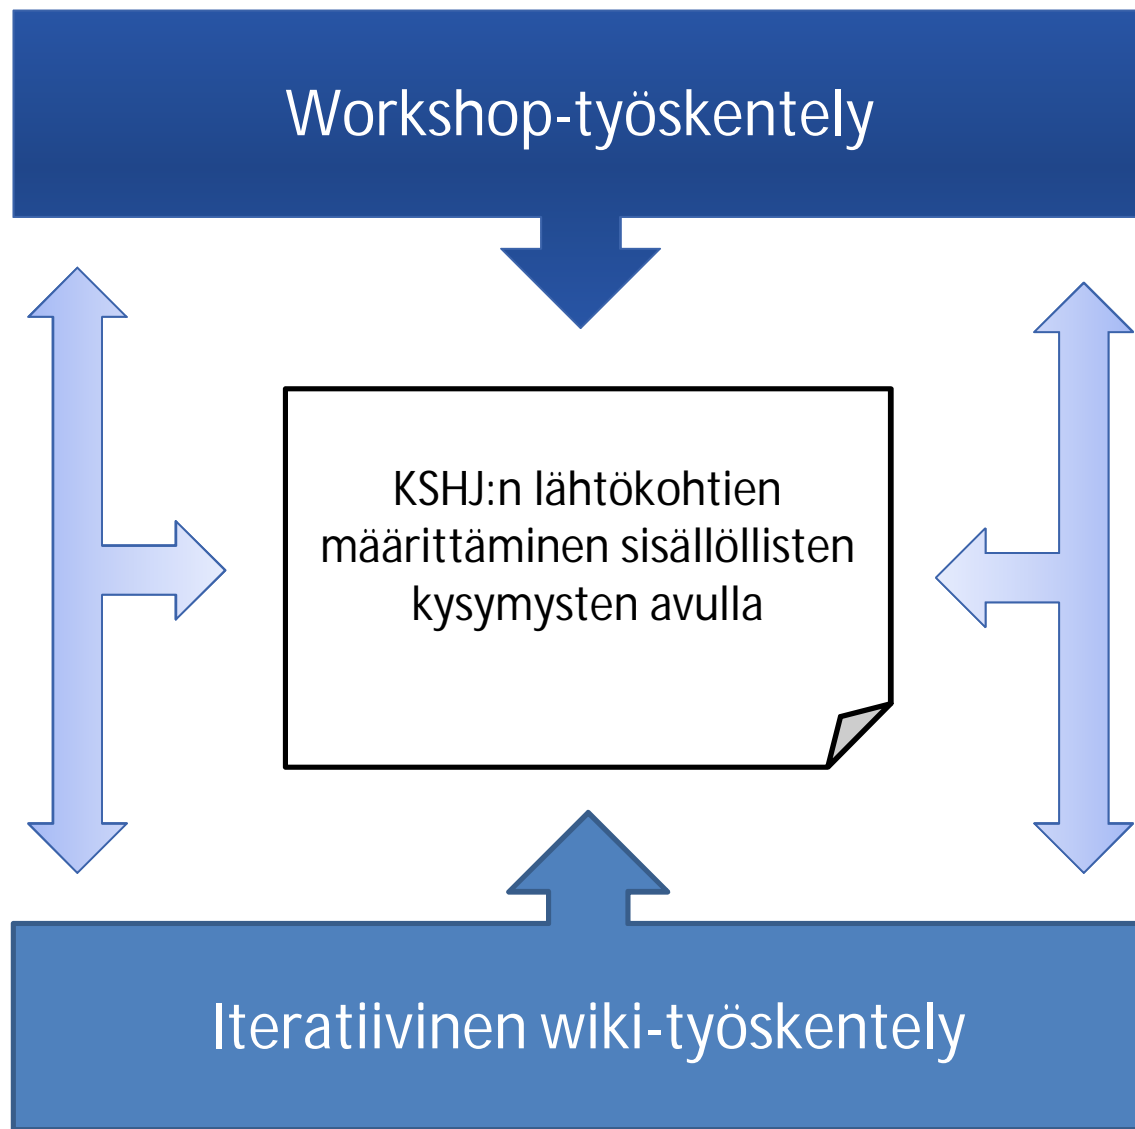 Workshop-työskentely
KSHJ:n lähtökohtien
määrittäminen sisällöllisten
kysymysten avulla
Iteratiivinen wiki-työskentely